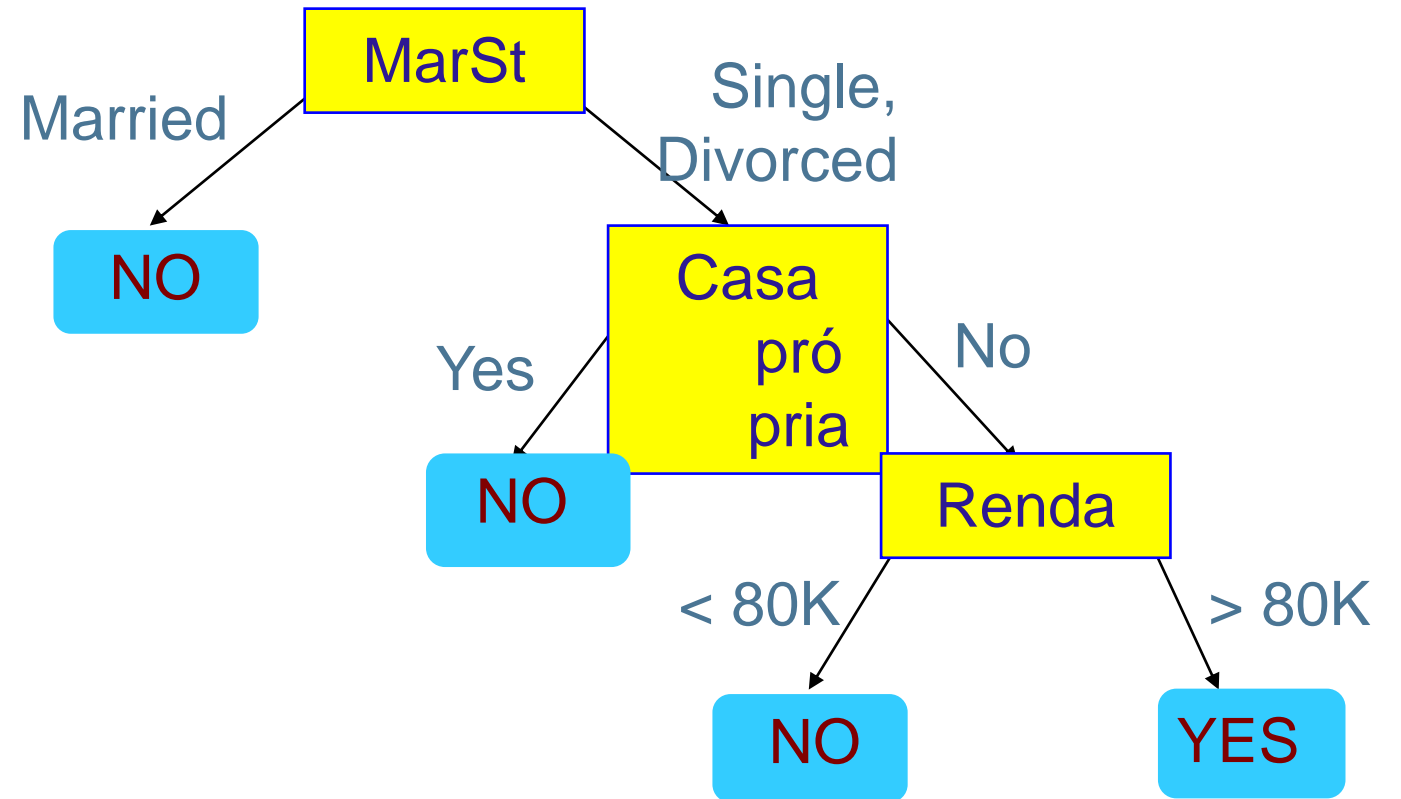 MarSt
Married
Single,
Divorced
NO
Casa
pró
pria
Yes
No
NO
Renda
< 80K
> 80K
NO
YES